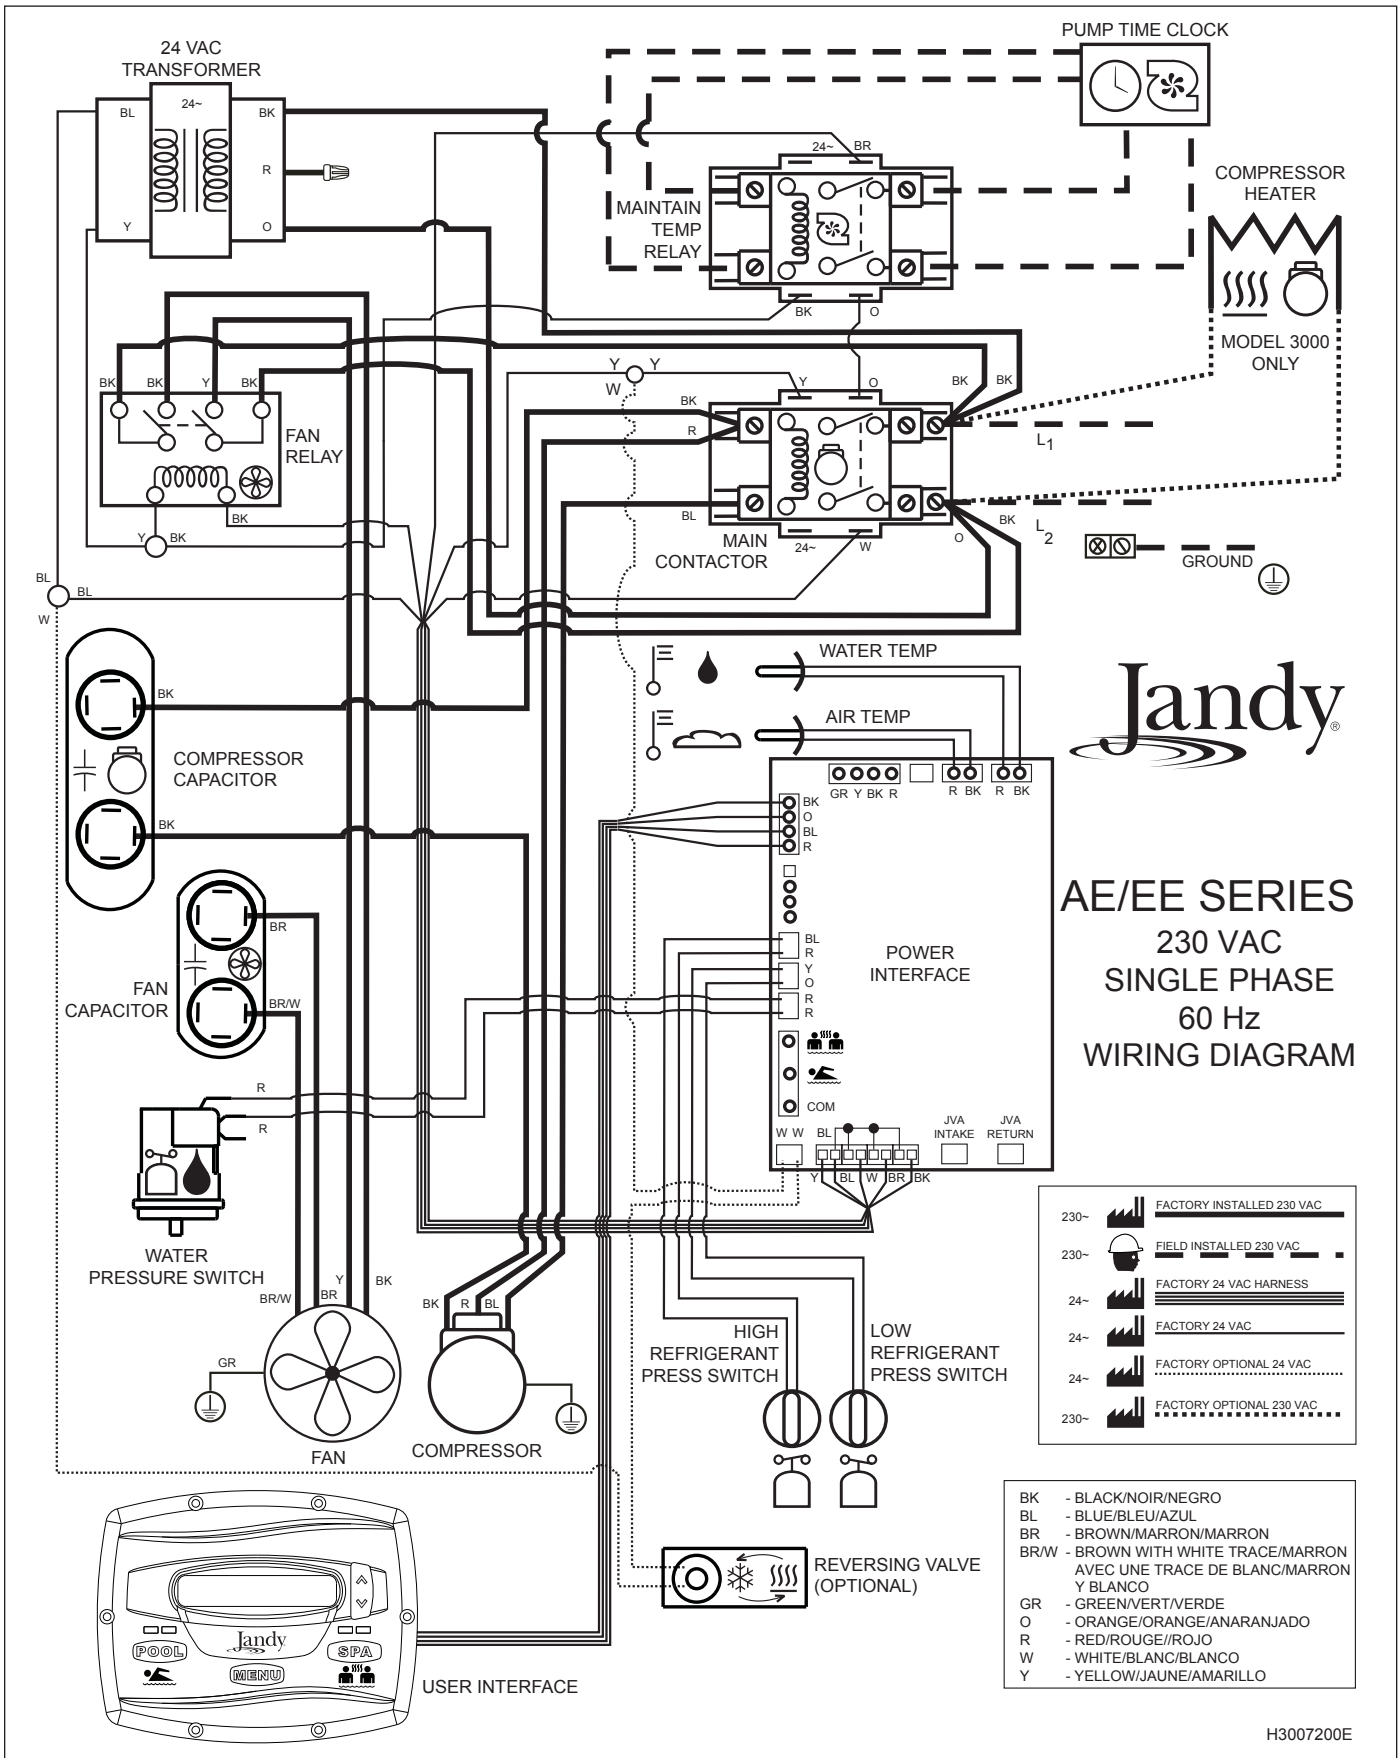 24 VAC
TRANSFORMER
24~
BL
Y
BK
R
O
PUMP TIME CLOCK
24~
BR
MAINTAIN
TEMP
RELAY
BK
O
COMPRESSOR
HEATER
MODEL 3000
ONLY
BK
BK
Y
BK
FAN
RELAY
BK
Y
BK
Y
Y
W
Y
O
BK
R
BL
BK
BK
L1
L2
BK
O
MAIN
CONTACTOR
24~
W
GROUND
BL
BL
W
BK
COMPRESSOR
CAPACITOR
BK
WATER TEMP
AIR TEMP
Jandy®
GR Y BK R
R BK
R BK
BK
O
BL
R
BL
R
Y
O
R
R
POWER
INTERFACE
COM
W W
BL
JVA
INTAKE
JVA
RETURN
Y
BL
W
BR
BK
AE/EE SERIES
230 VAC
SINGLE PHASE
60 Hz
WIRING DIAGRAM
BR
FAN
CAPACITOR
BR/W
R
R
WATER
PRESSURE SWITCH
BR/W
BR
Y
BK
GR
FAN
BK
R
BL
COMPRESSOR
HIGH
REFRIGERANT
PRESS SWITCH
LOW
REFRIGERANT
PRESS SWITCH
230~ FACTORY INSTALLED 230 VAC
230~ FIELD INSTALLED 230 VAC
24~ FACTORY 24 VAC HARNESS
24~ FACTORY 24 VAC
24~ FACTORY OPTIONAL 24 VAC
230~ FACTORY OPTIONAL 230 VAC
BK - BLACK/NOIR/NEGRO
BL - BLUE/BLEU/AZUL
BR - BROWN/MARRON/MARRON
BR/W - BROWN WITH WHITE TRACE/MARRON
AVEC UNE TRACE DE BLANC/MARRON
Y BLANCO
GR - GREEN/VERT/VERDE
O - ORANGE/ORANGE/ANARANJADO
R - RED/ROUGE//ROJO
W - WHITE/BLANC/BLANCO
Y - YELLOW/JAUNE/AMARILLO
REVERSING VALVE
(OPTIONAL)
Jandy
POOL
MENU
SPA
USER INTERFACE
H3007200E